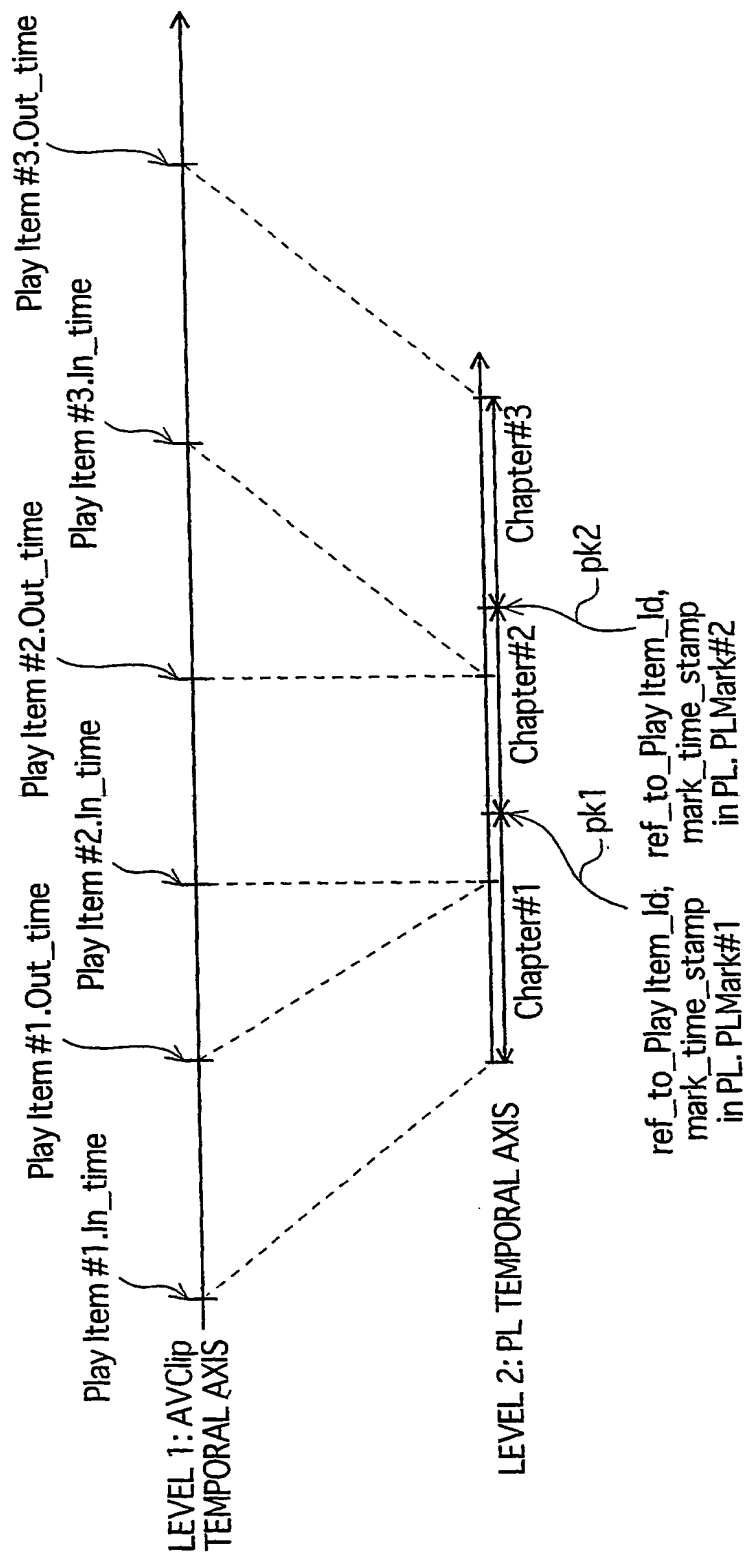 Play Item #1.In_time
Play Item #1.Out_time
Play Item #2.In_time
Play Item #2.Out_time
Play Item #3.In_time
Play Item #3.Out_time
LEVEL 1: AVClip
TEMPORAL AXIS
LEVEL 2: PL TEMPORAL AXIS
Chapter#1
Chapter#2
Chapter#3
pk1
pk2
ref_to_Play Item_Id,
mark_time_stamp
in PL. PLMark#1
ref_to_Play Item_Id,
mark_time_stamp
in PL. PLMark#2